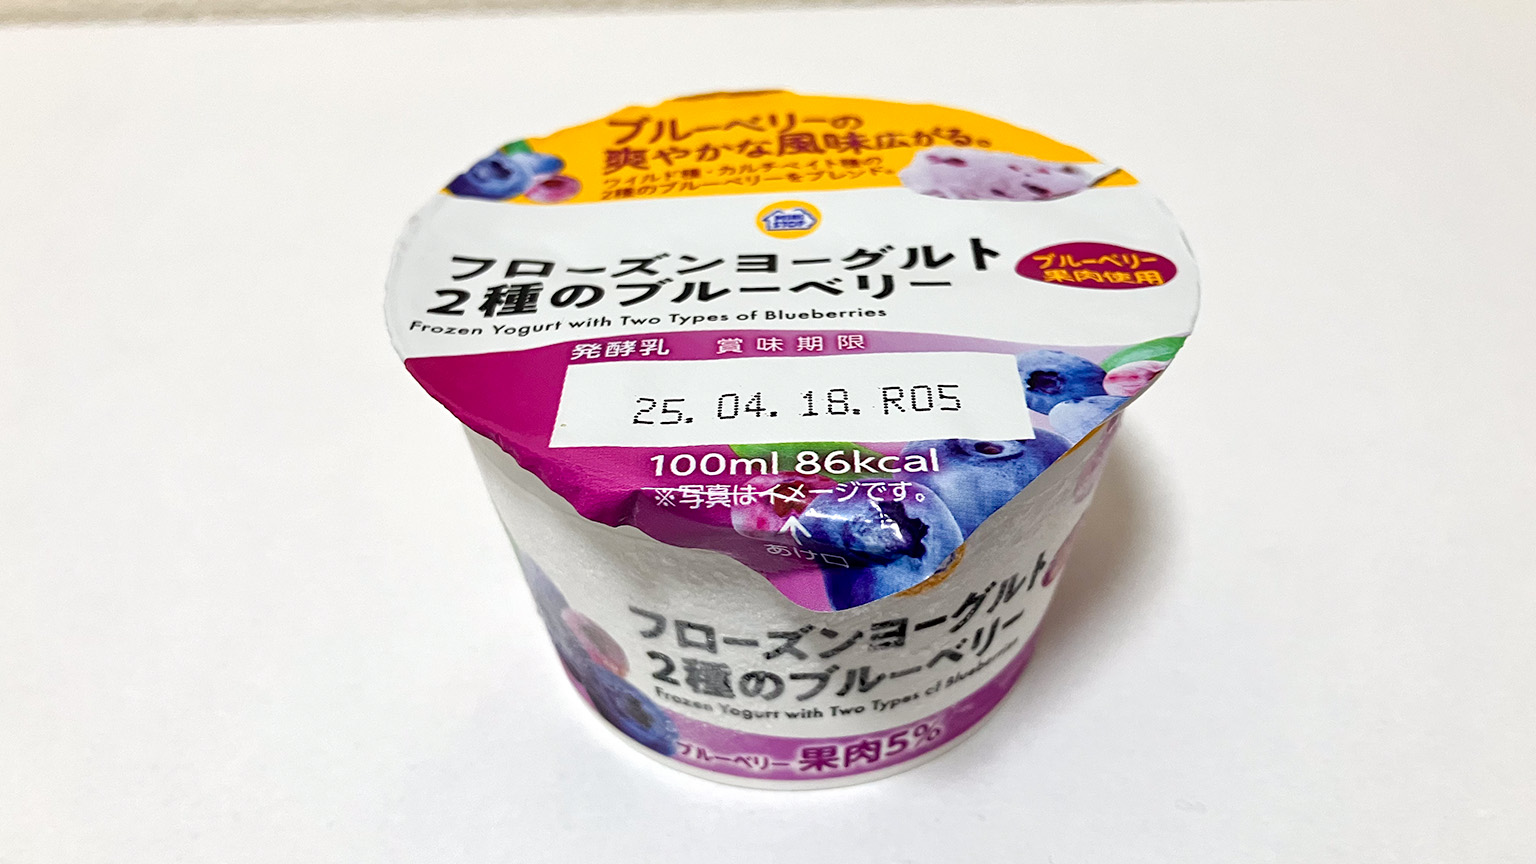 ブルーベリーの
爽やかな風味広がる。
ワイルド種・カルチベイト種の
2種のブルーベリーをブレンド。
MINI
STOP
フローズンヨーグルト
2種のブルーベリー
Frozen Yogurt with Two Types of Blueberries
ブルーベリー
果肉使用
発酵乳 賞味期限
25.04.18.R05
100ml 86kcal
※写真はイメージです。
あけ口
フローズンヨーグルト
2種のブルーベリー
Frozen Yogurt with Two Types of Blueberries
ブルーベリー 果肉5%